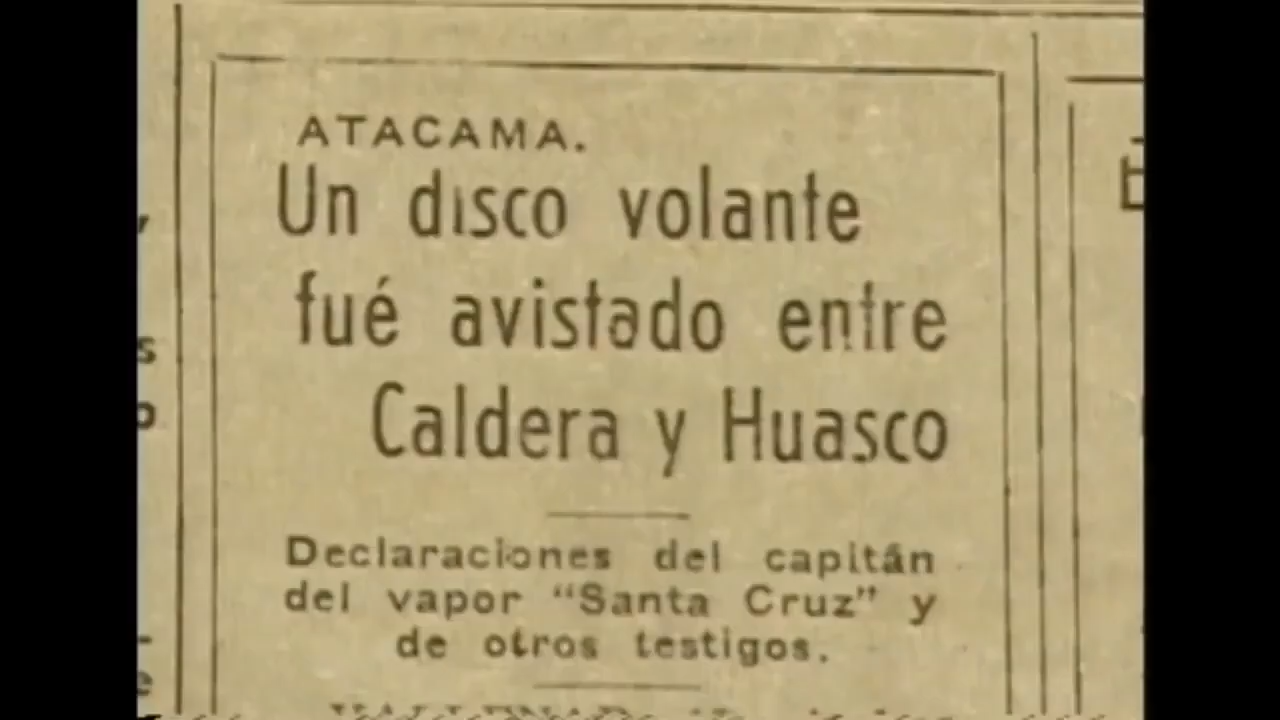 ATACAMA.
Un disco volante
fué avistado entre
Caldera y Huasco
Declaraciones del capitán
del vapor “Santa Cruz” y
de otros testigos.